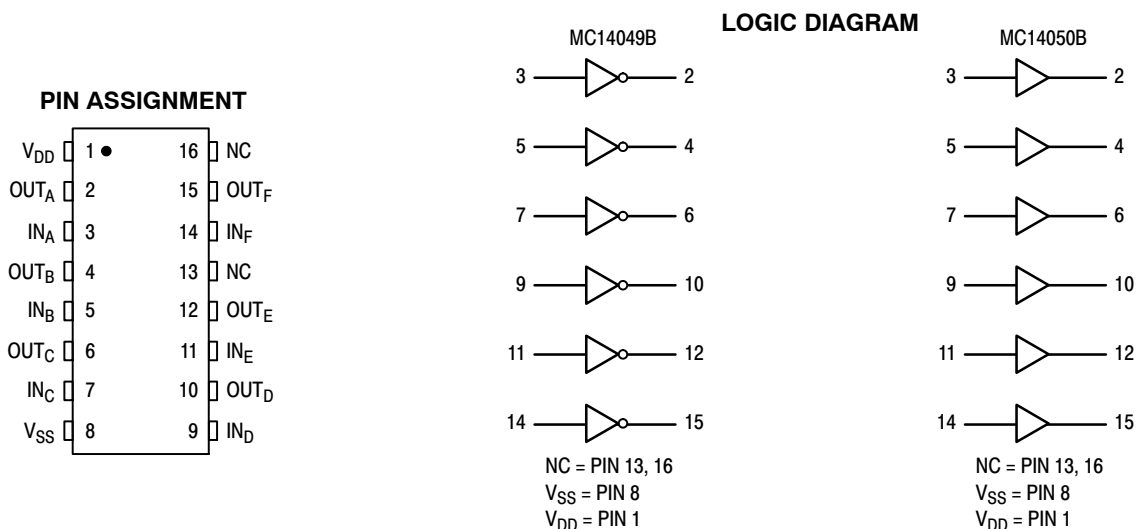 LOGIC DIAGRAM
PIN ASSIGNMENT
VDD 1 16 NC
OUTA 2 15 OUTF
INA 3 14 INF
OUTB 4 13 NC
INB 5 12 OUTE
OUTC 6 11 INE
INC 7 10 OUTD
VSS 8 9 IND
MC14049B
3 2
5 4
7 6
9 10
11 12
14 15
NC = PIN 13, 16
VSS = PIN 8
VDD = PIN 1
MC14050B
3 2
5 4
7 6
9 10
11 12
14 15
NC = PIN 13, 16
VSS = PIN 8
VDD = PIN 1